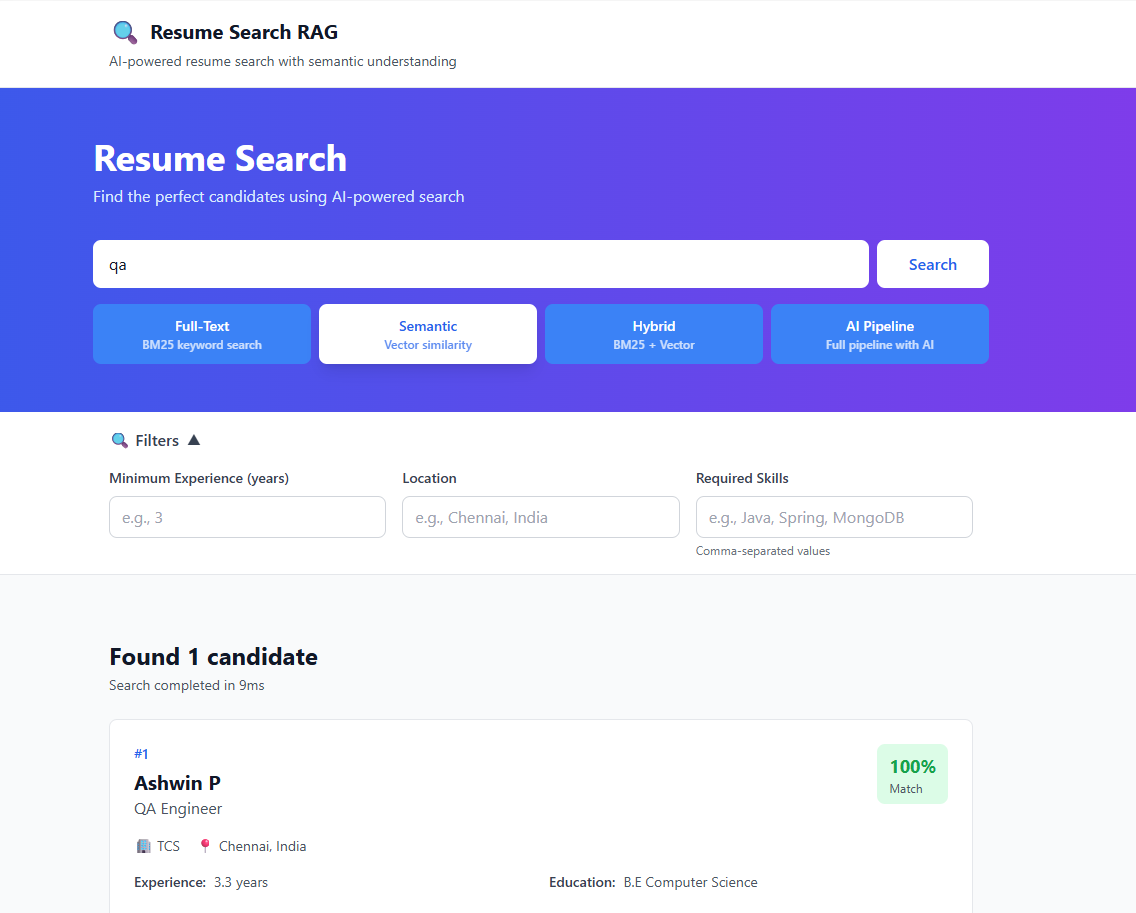 Resume Search RAG
AI-powered resume search with semantic understanding
Resume Search
Find the perfect candidates using AI-powered search
qa
Search
Full-Text
BM25 keyword search
Semantic
Vector similarity
Hybrid
BM25 + Vector
AI Pipeline
Full pipeline with AI
Filters ▲
Minimum Experience (years)
e.g., 3
Location
e.g., Chennai, India
Required Skills
e.g., Java, Spring, MongoDB
Comma-separated values
Found 1 candidate
Search completed in 9ms
#1
Ashwin P
QA Engineer
100%
Match
TCS
Chennai, India
Experience: 3.3 years
Education: B.E Computer Science